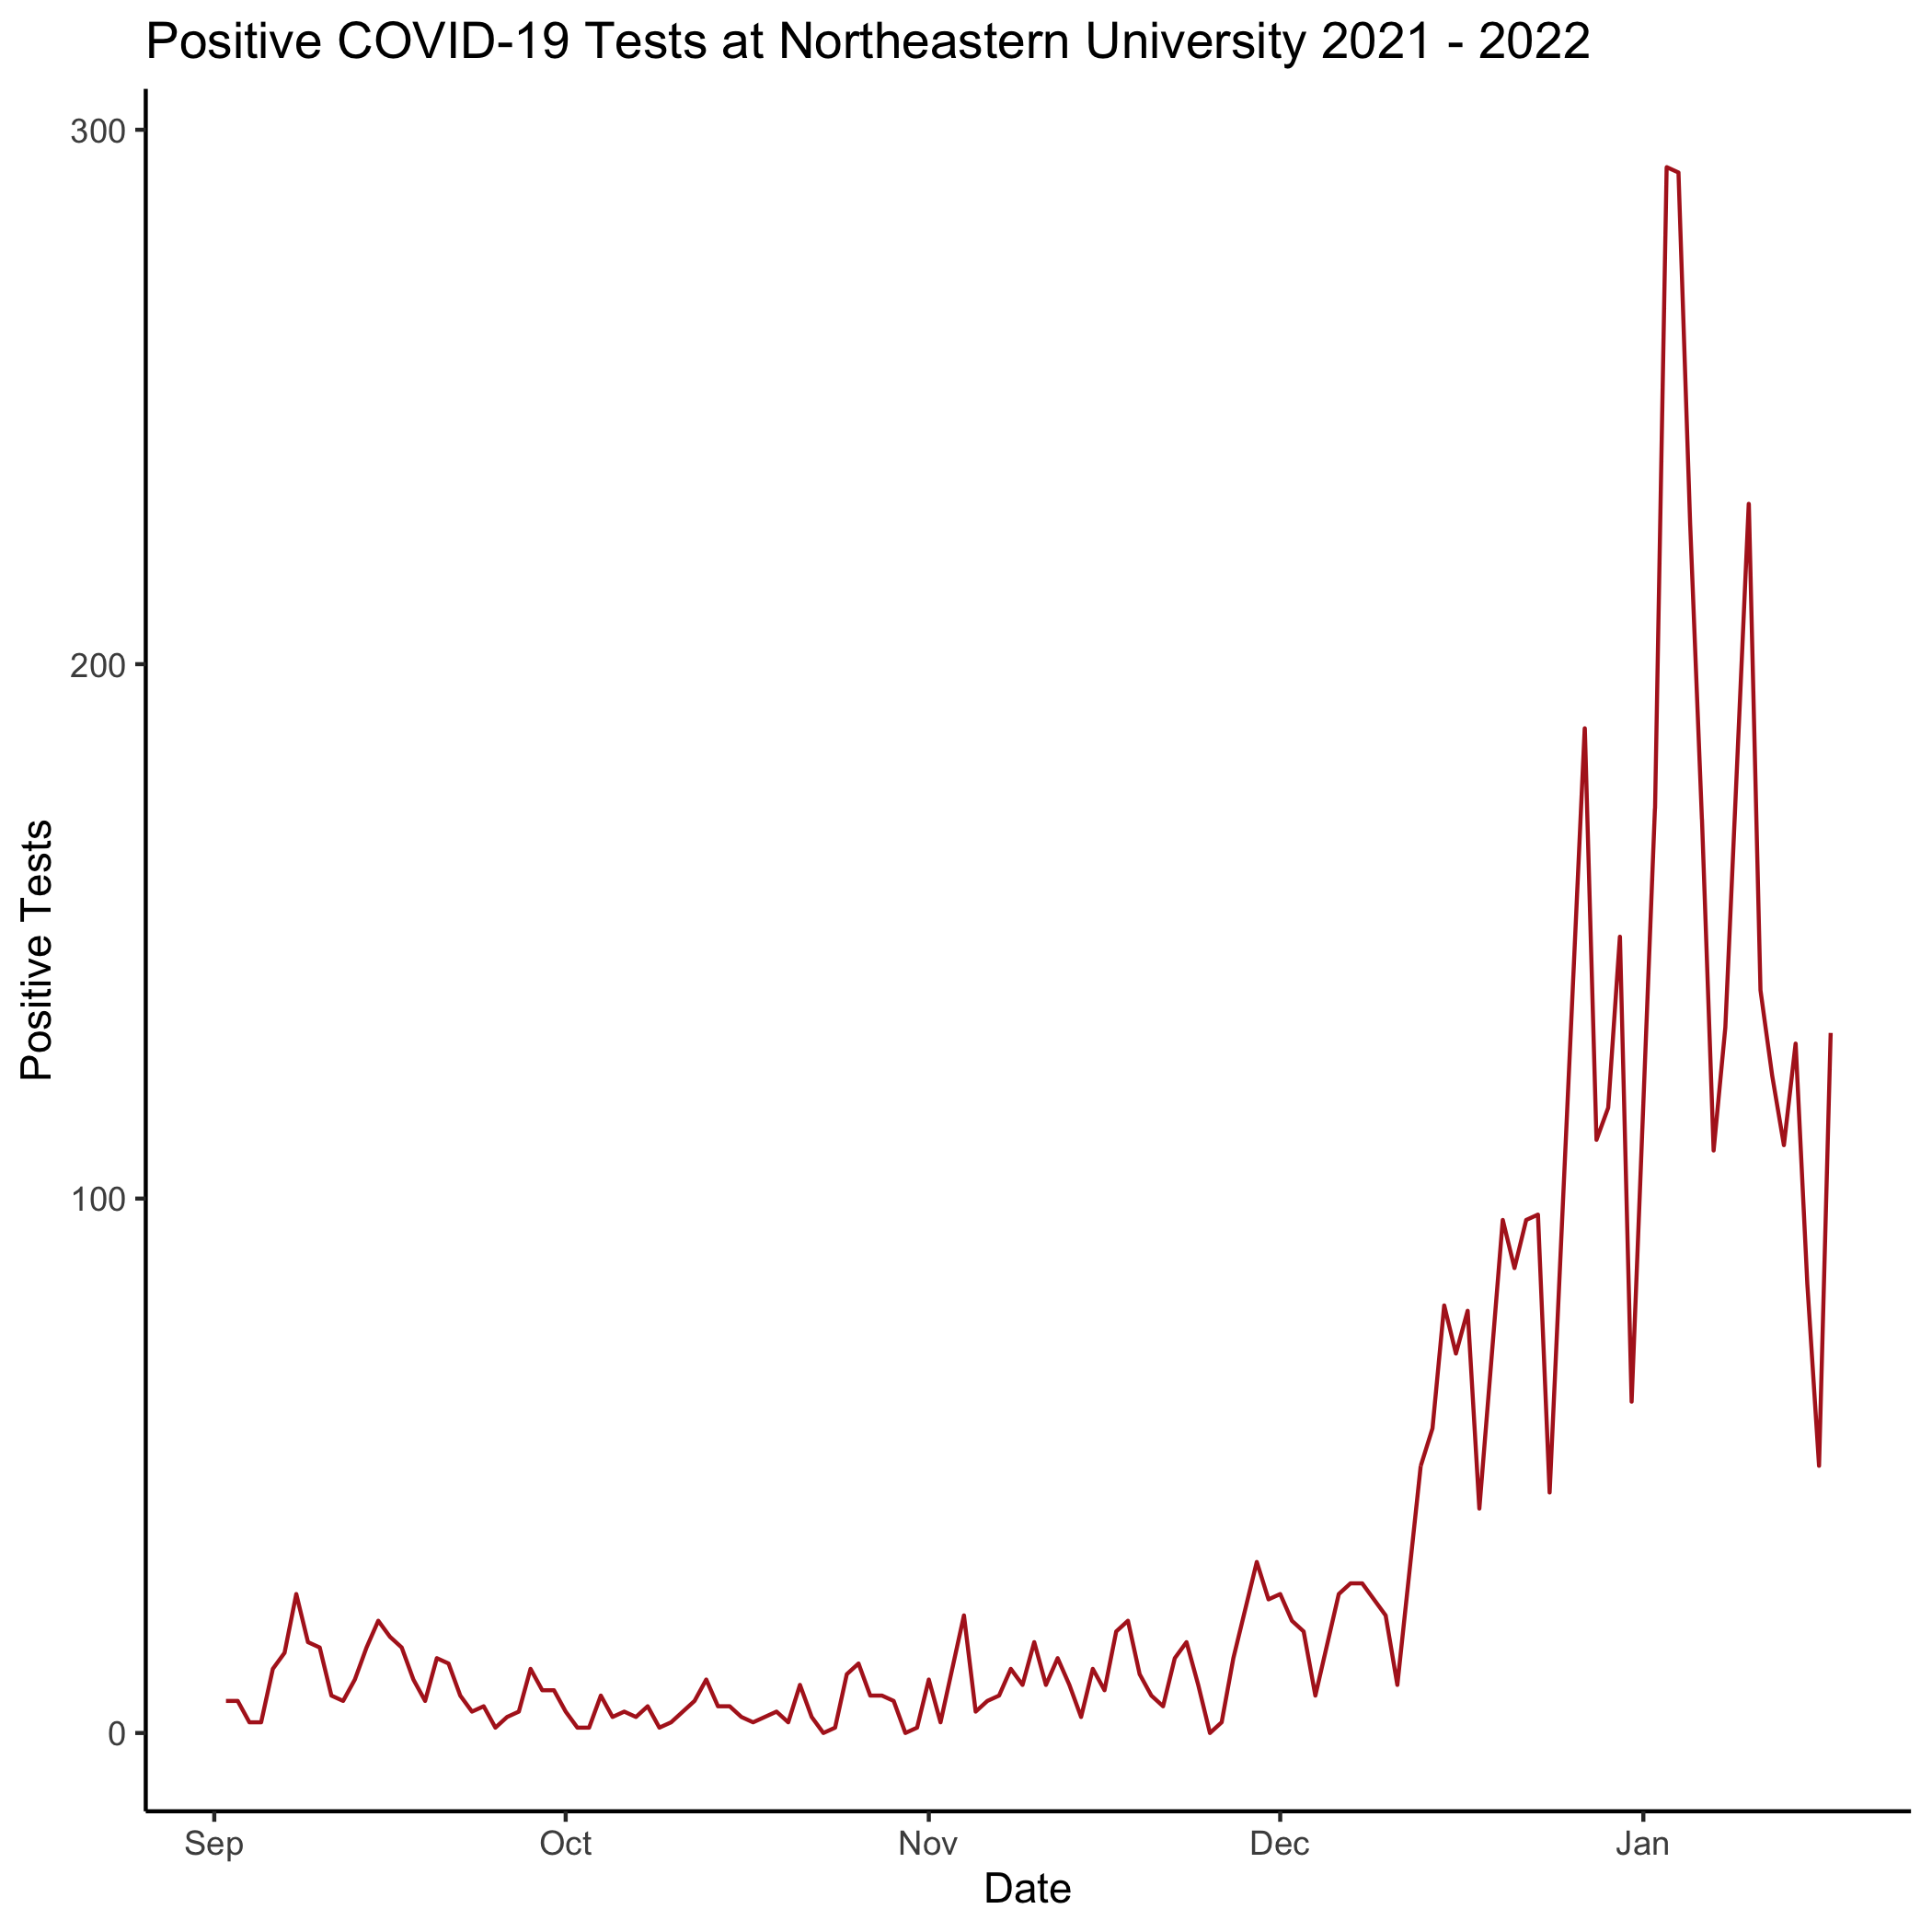 Positive COVID-19 Tests at Northeastern University 2021 - 2022
300
200
100
0
Positive Tests
Sep Oct Nov Dec Jan
Date